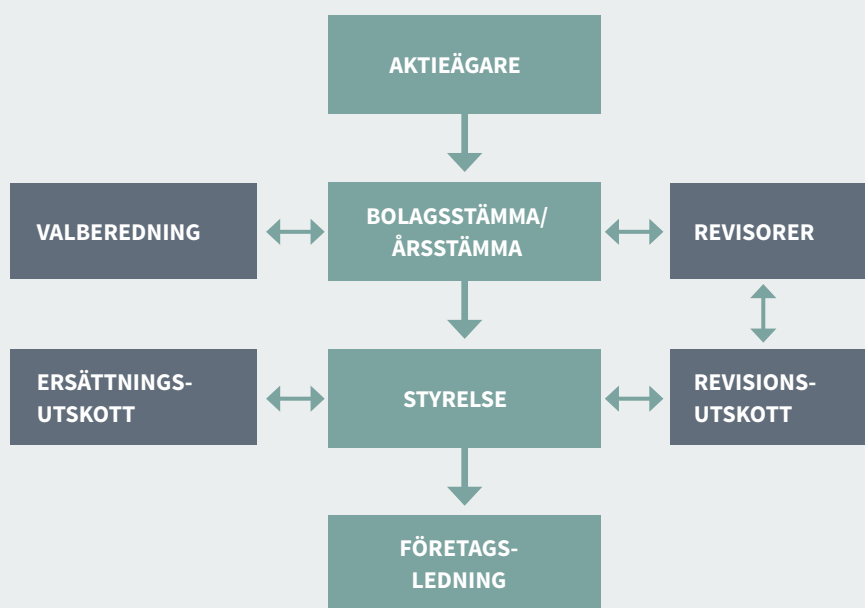 AKTIEÄGARE
VALBEREDNING
BOLAGSSTÄMMA/
ÅRSSTÄMMA
REVISORER
ERSÄTTNINGS-
UTSKOTT
STYRELSE
REVISIONS-
UTSKOTT
FÖRETAGS-
LEDNING